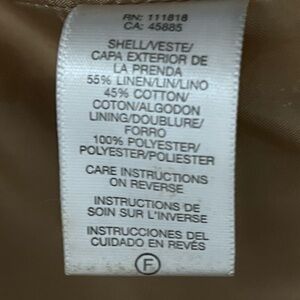 RN: 111818
CA: 45885
SHELL/VESTE/
CAPA EXTERIOR DE
LA PRENDA
55% LINEN/LIN/LINO
45% COTTON/
COTON/ALGODON
LINING/DOUBLURE/
FORRO
100% POLYESTER/
POLYESTER/POLIESTER
CARE INSTRUCTIONS
ON REVERSE
INSTRUCTIONS DE
SOIN SUR L'INVERSE
INSTRUCCIONES DEL
CUIDADO EN REVÉS
F